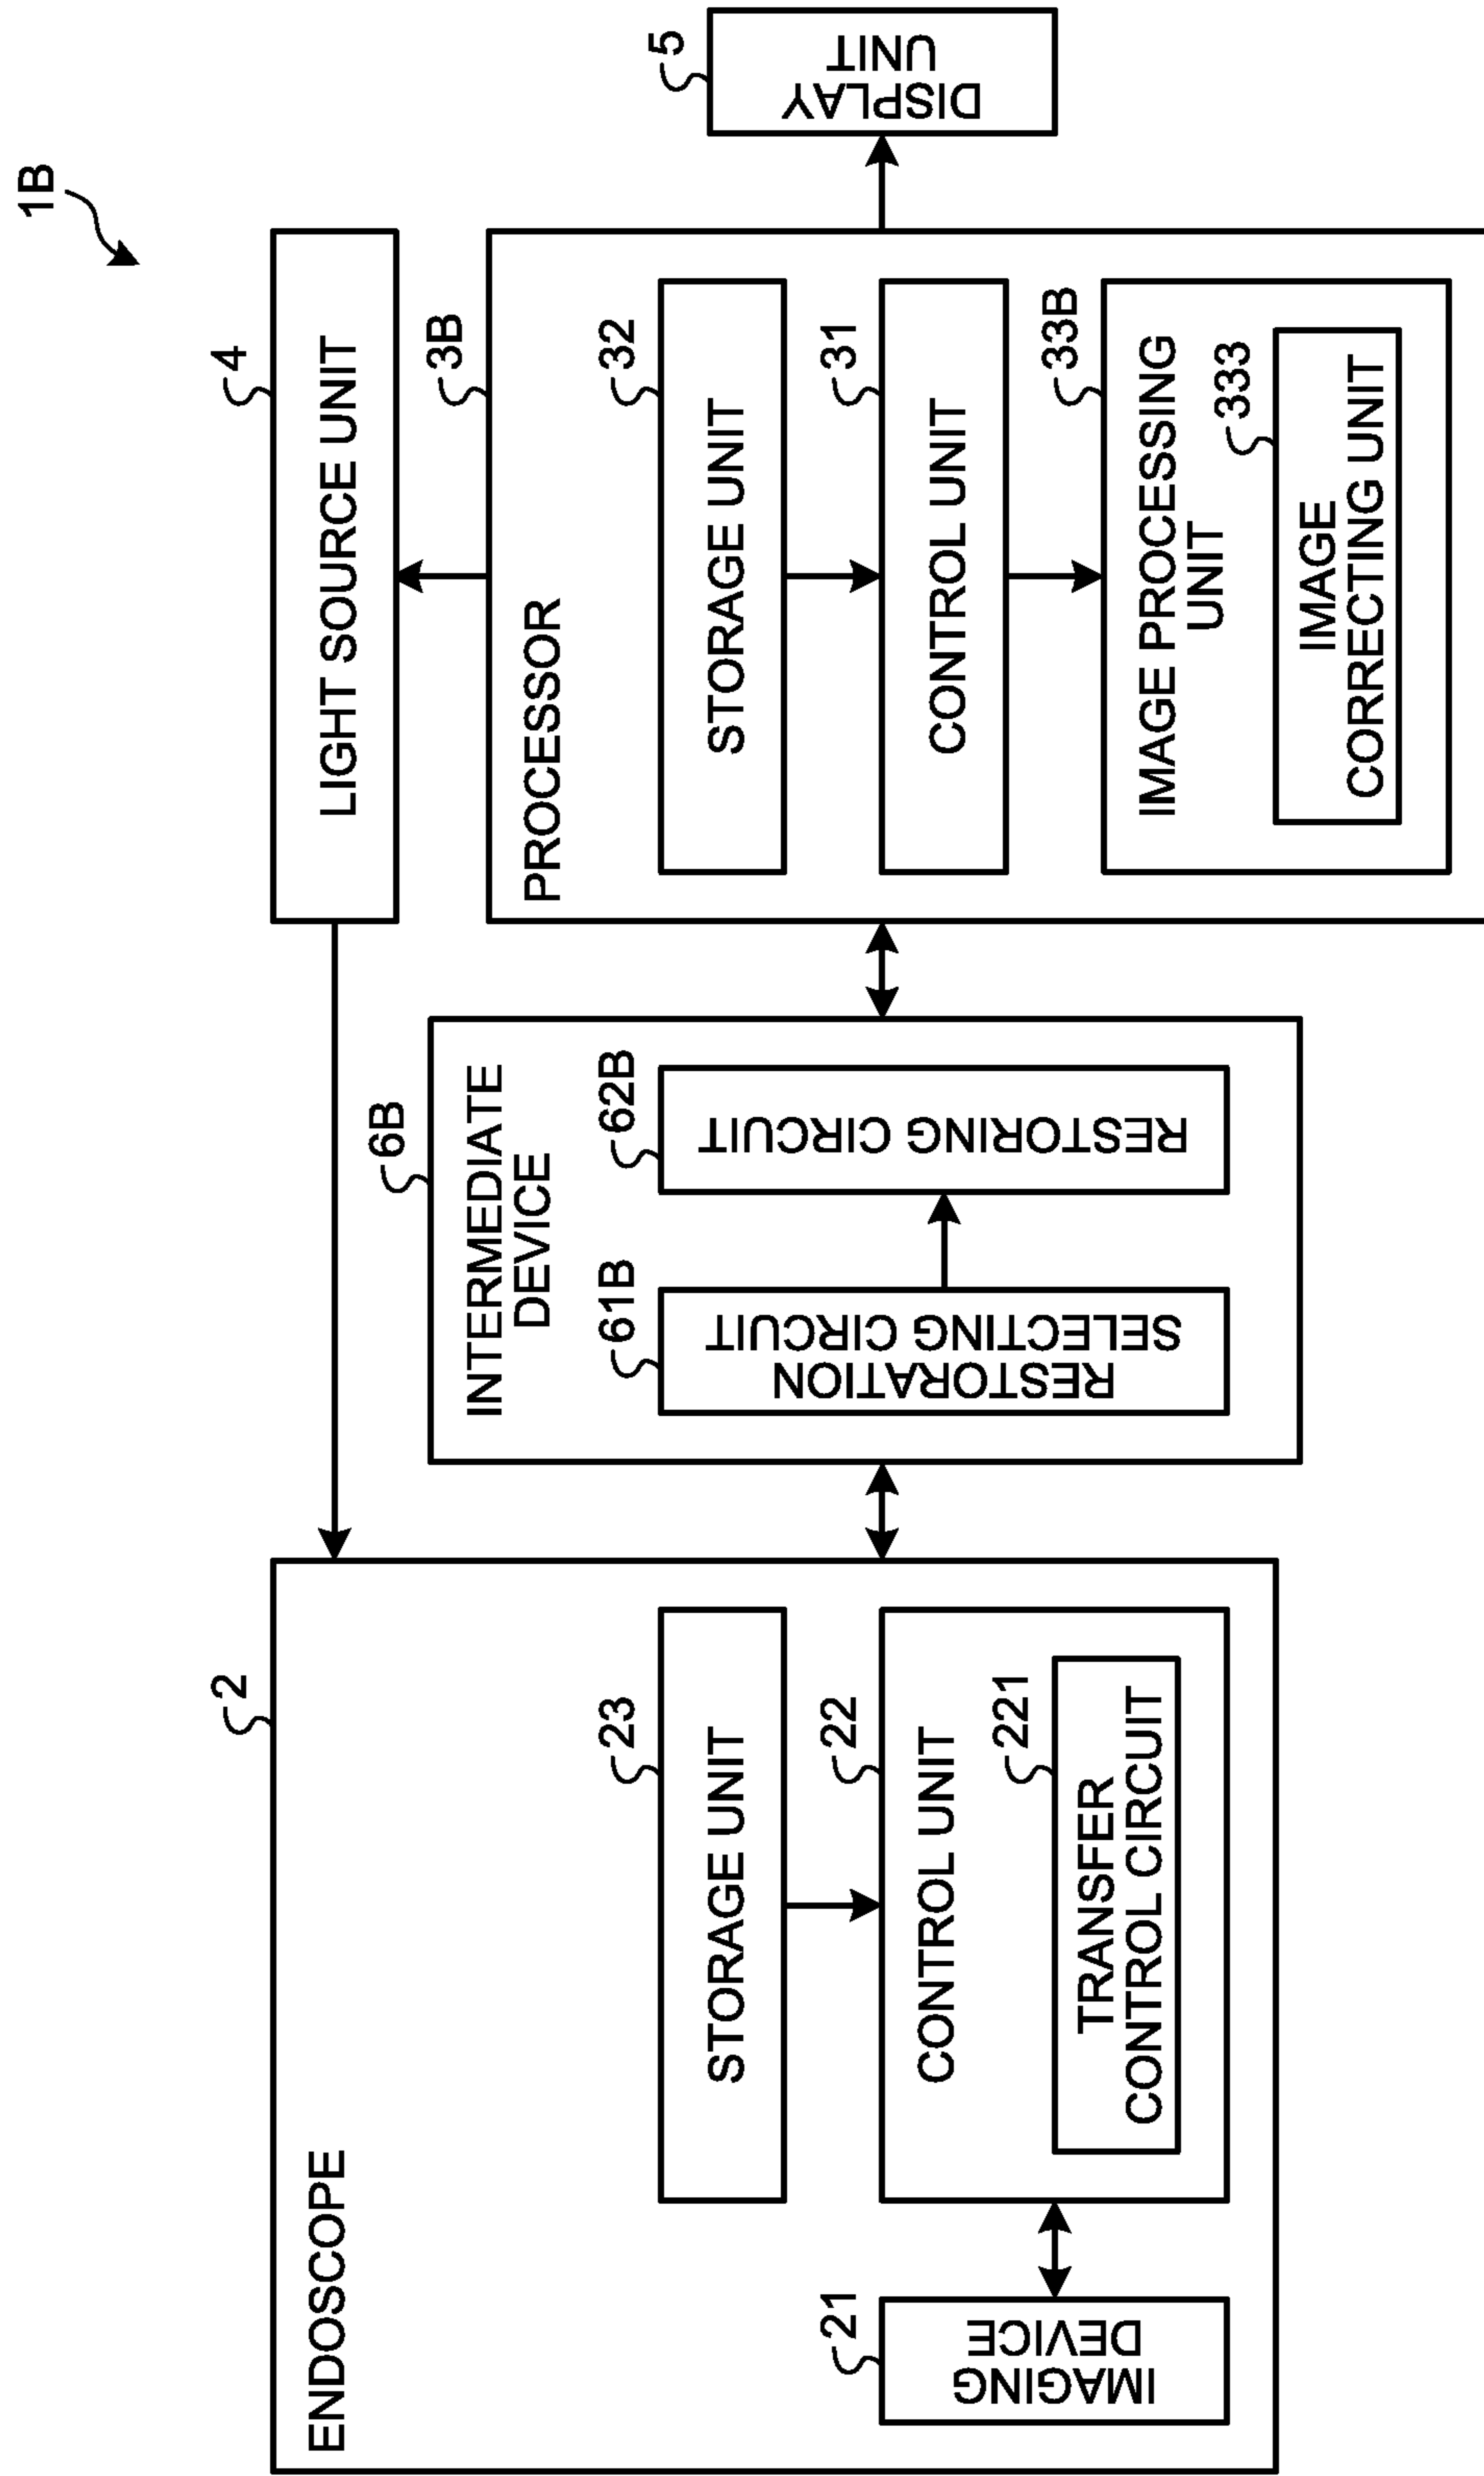 1B
2
ENDOSCOPE
23
STORAGE UNIT
22
CONTROL UNIT
221
TRANSFER
CONTROL CIRCUIT
21
IMAGING
DEVICE
6B
INTERMEDIATE
DEVICE
61B
RESTORATION
SELECTING CIRCUIT
62B
RESTORING CIRCUIT
4
LIGHT SOURCE UNIT
3B
PROCESSOR
32
STORAGE UNIT
31
CONTROL UNIT
33B
IMAGE PROCESSING
UNIT
333
IMAGE
CORRECTING UNIT
5
DISPLAY
UNIT